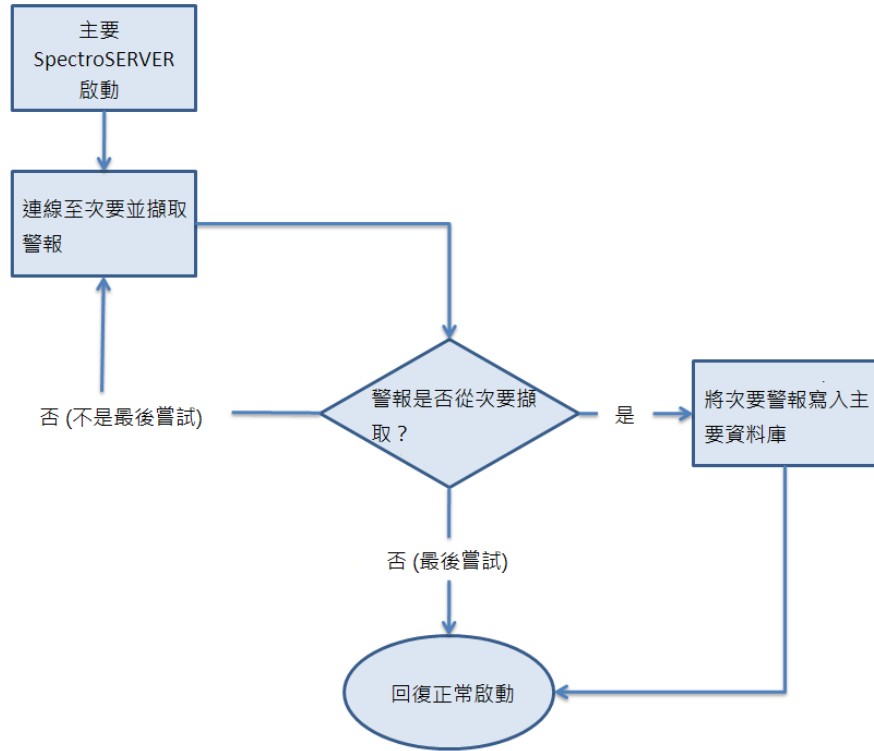 主要
SpectroSERVER
啟動
連線至次要並擷取
警報
警報是否從次要擷
取？
否 (不是最後嘗試)
是
將次要警報寫入主
要資料庫
否 (最後嘗試)
回復正常啟動